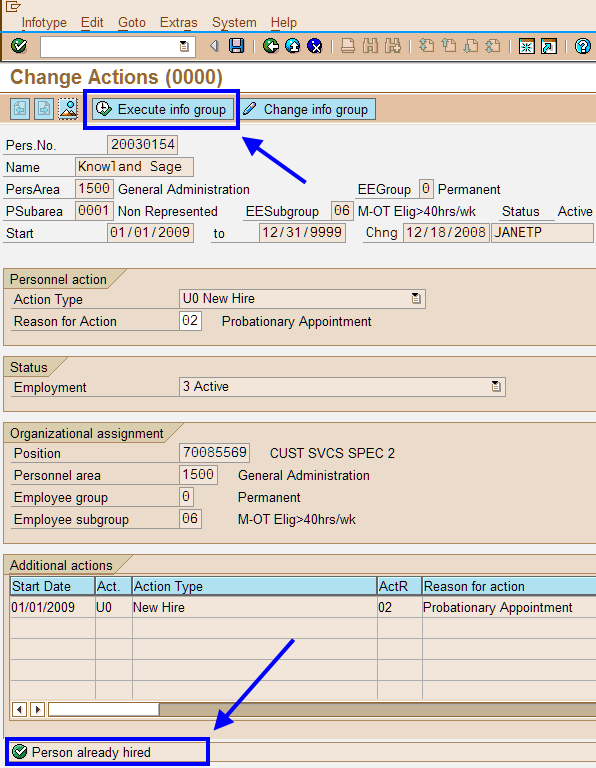 Infotype Edit Goto Extras System Help
Change Actions (0000)
Execute info group Change info group
Pers.No. 20030154
Name Knowland Sage
PersArea 1500 General Administration EEGroup 0 Permanent
PSubarea 0001 Non Represented EESubgroup 06 M-OT Elig>40hrs/wk Status Active
Start 01/01/2009 to 12/31/9999 Chng 12/18/2008 JANETP
Personnel action
Action Type U0 New Hire
Reason for Action 02 Probationary Appointment
Status
Employment 3 Active
Organizational assignment
Position 70085569 CUST SVCS SPEC 2
Personnel area 1500 General Administration
Employee group 0 Permanent
Employee subgroup 06 M-OT Elig>40hrs/wk
Additional actions
Start Date Act. Action Type ActR Reason for action
01/01/2009 U0 New Hire 02 Probationary Appointment
Person already hired